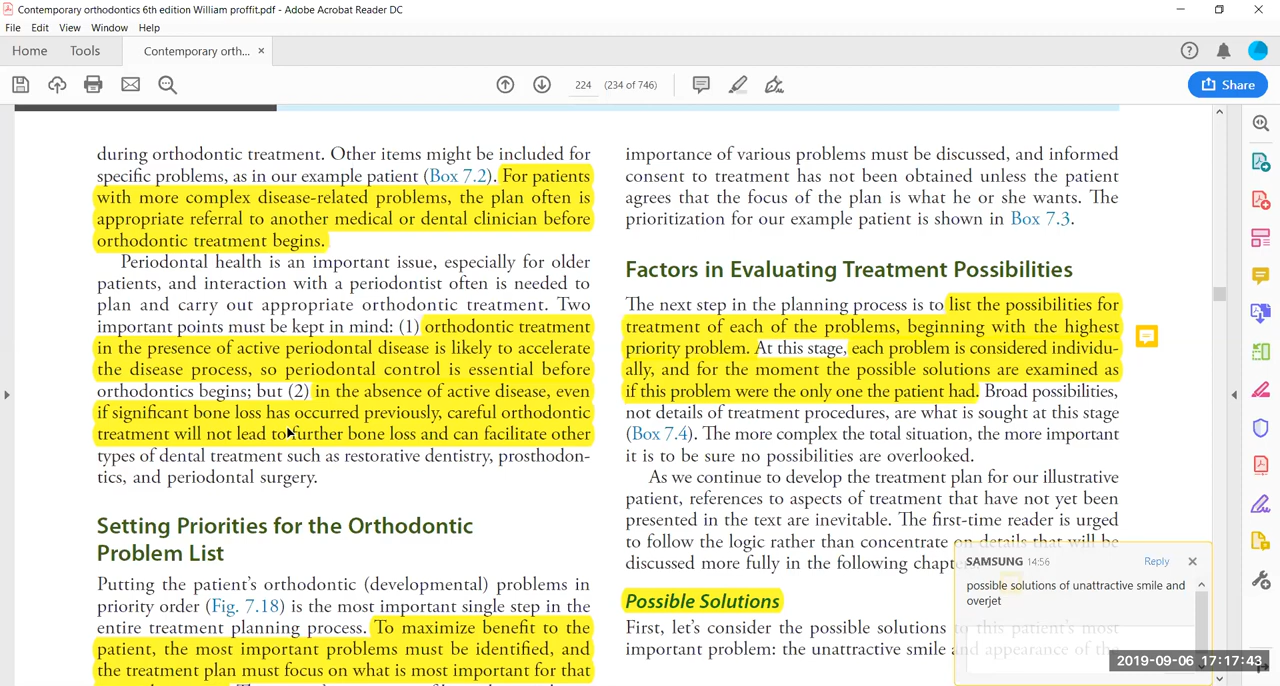 Contemporary orthodontics 6th edition William proffit.pdf - Adobe Acrobat Reader DC
File Edit View Window Help
Home Tools Contemporary orth... ×
224 (234 of 746)
Share
during orthodontic treatment. Other items might be included for
specific problems, as in our example patient (Box 7.2). For patients
with more complex disease-related problems, the plan often is
appropriate referral to another medical or dental clinician before
orthodontic treatment begins.
Periodontal health is an important issue, especially for older
patients, and interaction with a periodontist often is needed to
plan and carry out appropriate orthodontic treatment. Two
important points must be kept in mind: (1) orthodontic treatment
in the presence of active periodontal disease is likely to accelerate
the disease process, so periodontal control is essential before
orthodontic begins; but (2) in the absence of active disease, even
if significant bone loss has occurred previously, careful orthodontic
treatment will not lead to further bone loss and can facilitate other
types of dental treatment such as restorative dentistry, prosthodon-
tics, and periodontal surgery.
Setting Priorities for the Orthodontic
Problem List
Putting the patient's orthodontic (developmental) problems in
priority order (Fig. 7.18) is the most important single step in the
entire treatment planning process. To maximize benefit to the
patient, the most important problems must be identified, and
the treatment plan must focus on what is most important for that
importance of various problems must be discussed, and informed
consent to treatment has not been obtained unless the patient
agrees that the focus of the plan is what he or she wants. The
prioritization for our example patient is shown in Box 7.3.
Factors in Evaluating Treatment Possibilities
The next step in the planning process is to list the possibilities for
treatment of each of the problems, beginning with the highest
priority problem. At this stage, each problem is considered individu-
ally, and for the moment the possible solutions are examined as
if this problem were the only one the patient had. Broad possibilities,
not details of treatment procedures, are what is sought at this stage
(Box 7.4). The more complex the total situation, the more important
it is to be sure no possibilities are overlooked.
As we continue to develop the treatment plan for our illustrative
patient, references to aspects of treatment that have not yet been
presented in the text are inevitable. The first-time reader is urged
to follow the logic rather than concentrate on details that will be
discussed more fully in the following chapt
Possible Solutions
First, let's consider the possible solutions to this patient's most
important problem: the unattractive smile and appearance of the
SAMSUNG 14:56 Reply
possible solutions of unattractive smile and
overjet
2019-09-06 17:17:43